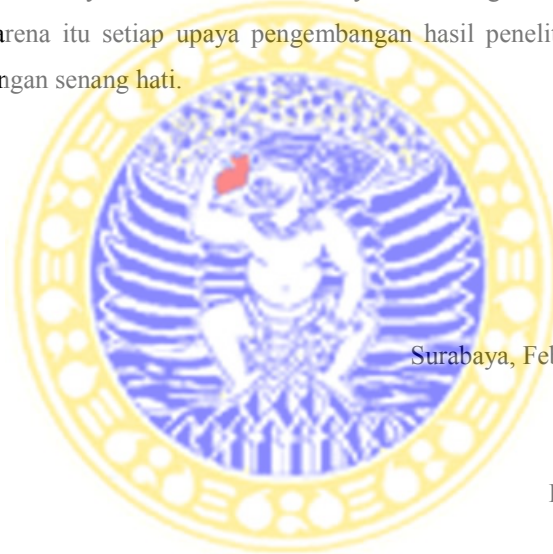 arena itu setiap upaya pengembangan hasil penelit
ngan senang hati.
Surabaya, Feb